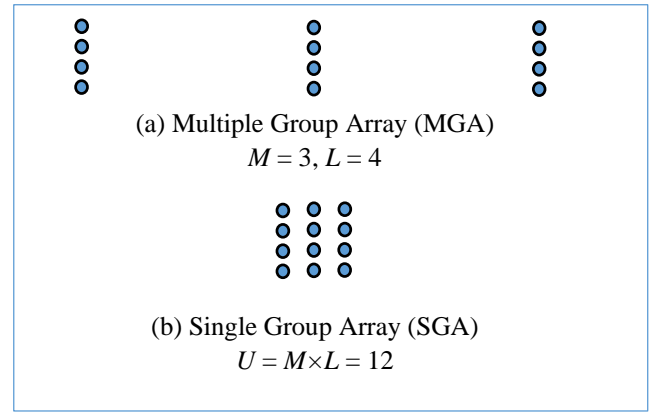 (a) Multiple Group Array (MGA)
M = 3, L = 4
(b) Single Group Array (SGA)
U = M×L = 12